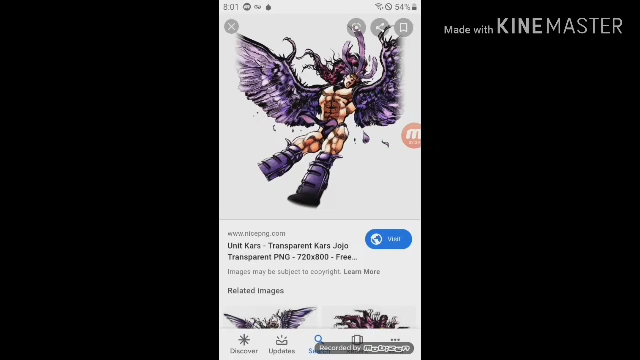 8:01
54%
Made with KINEMASTER
www.nicepng.com
Unit Kars - Transparent Kars Jojo
Transparent PNG - 720x800 - Free...
Visit
Images may be subject to copyright. Learn More
Related images
Discover
Updates
Recorded by mobizen